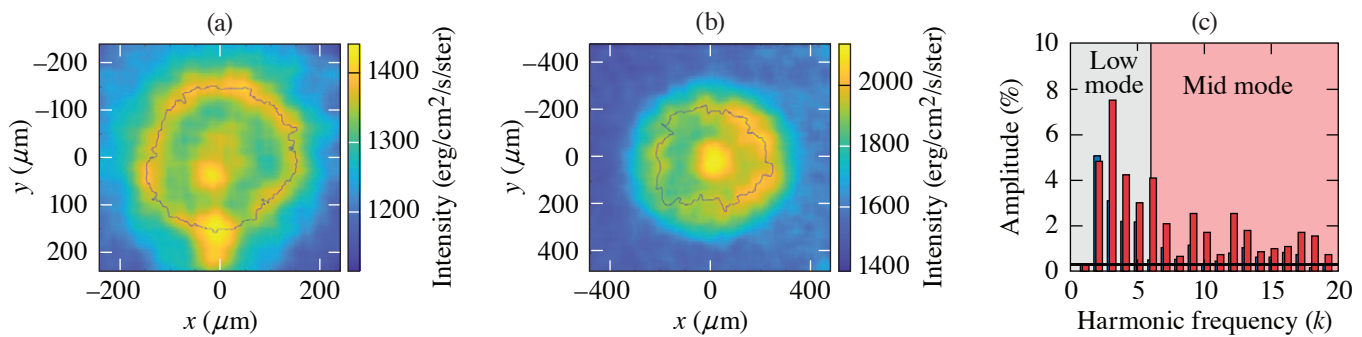 (a)
−200
−100
0
100
200
y (μm)
−200
0
200
x (μm)
1400
1300
1200
Intensity (erg/cm2/s/ster)
(b)
−400
−200
0
200
400
y (μm)
−400
0
400
x (μm)
2000
1800
1600
1400
Intensity (erg/cm2/s/ster)
(c)
10
8
6
4
2
0
Amplitude (%)
Low
mode
Mid mode
0
5
10
15
20
Harmonic frequency (k)